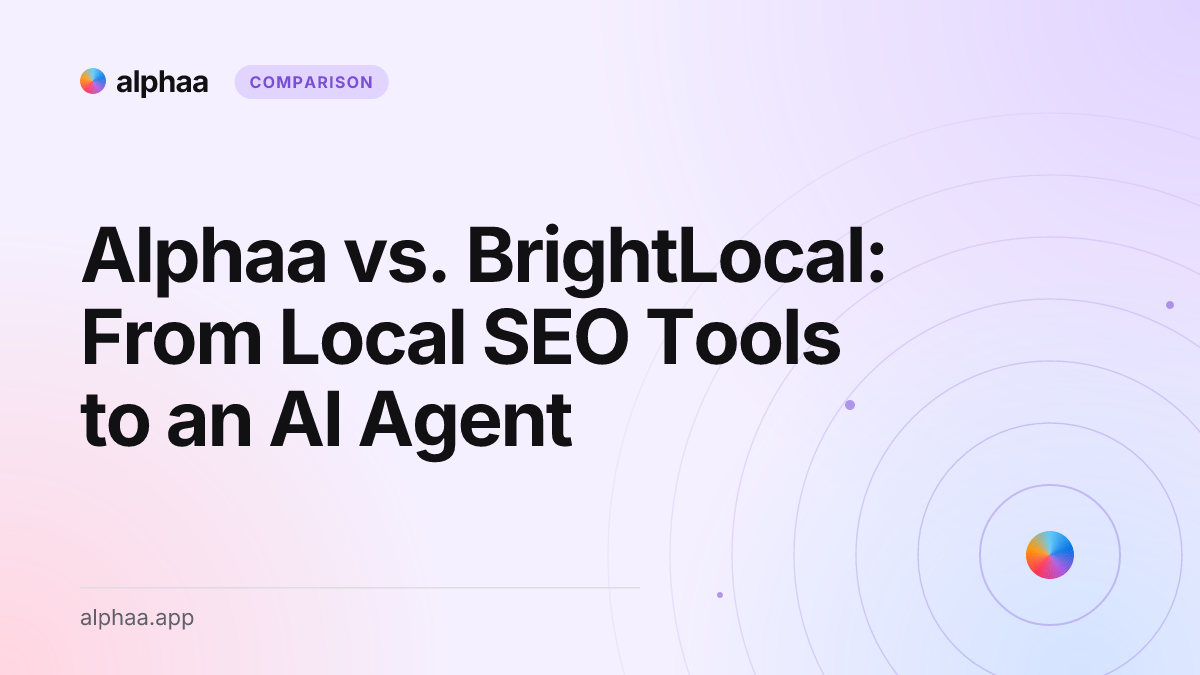 alphaa
COMPARISON
Alphaa vs. BrightLocal:
From Local SEO Tools
to an AI Agent
alphaa.app